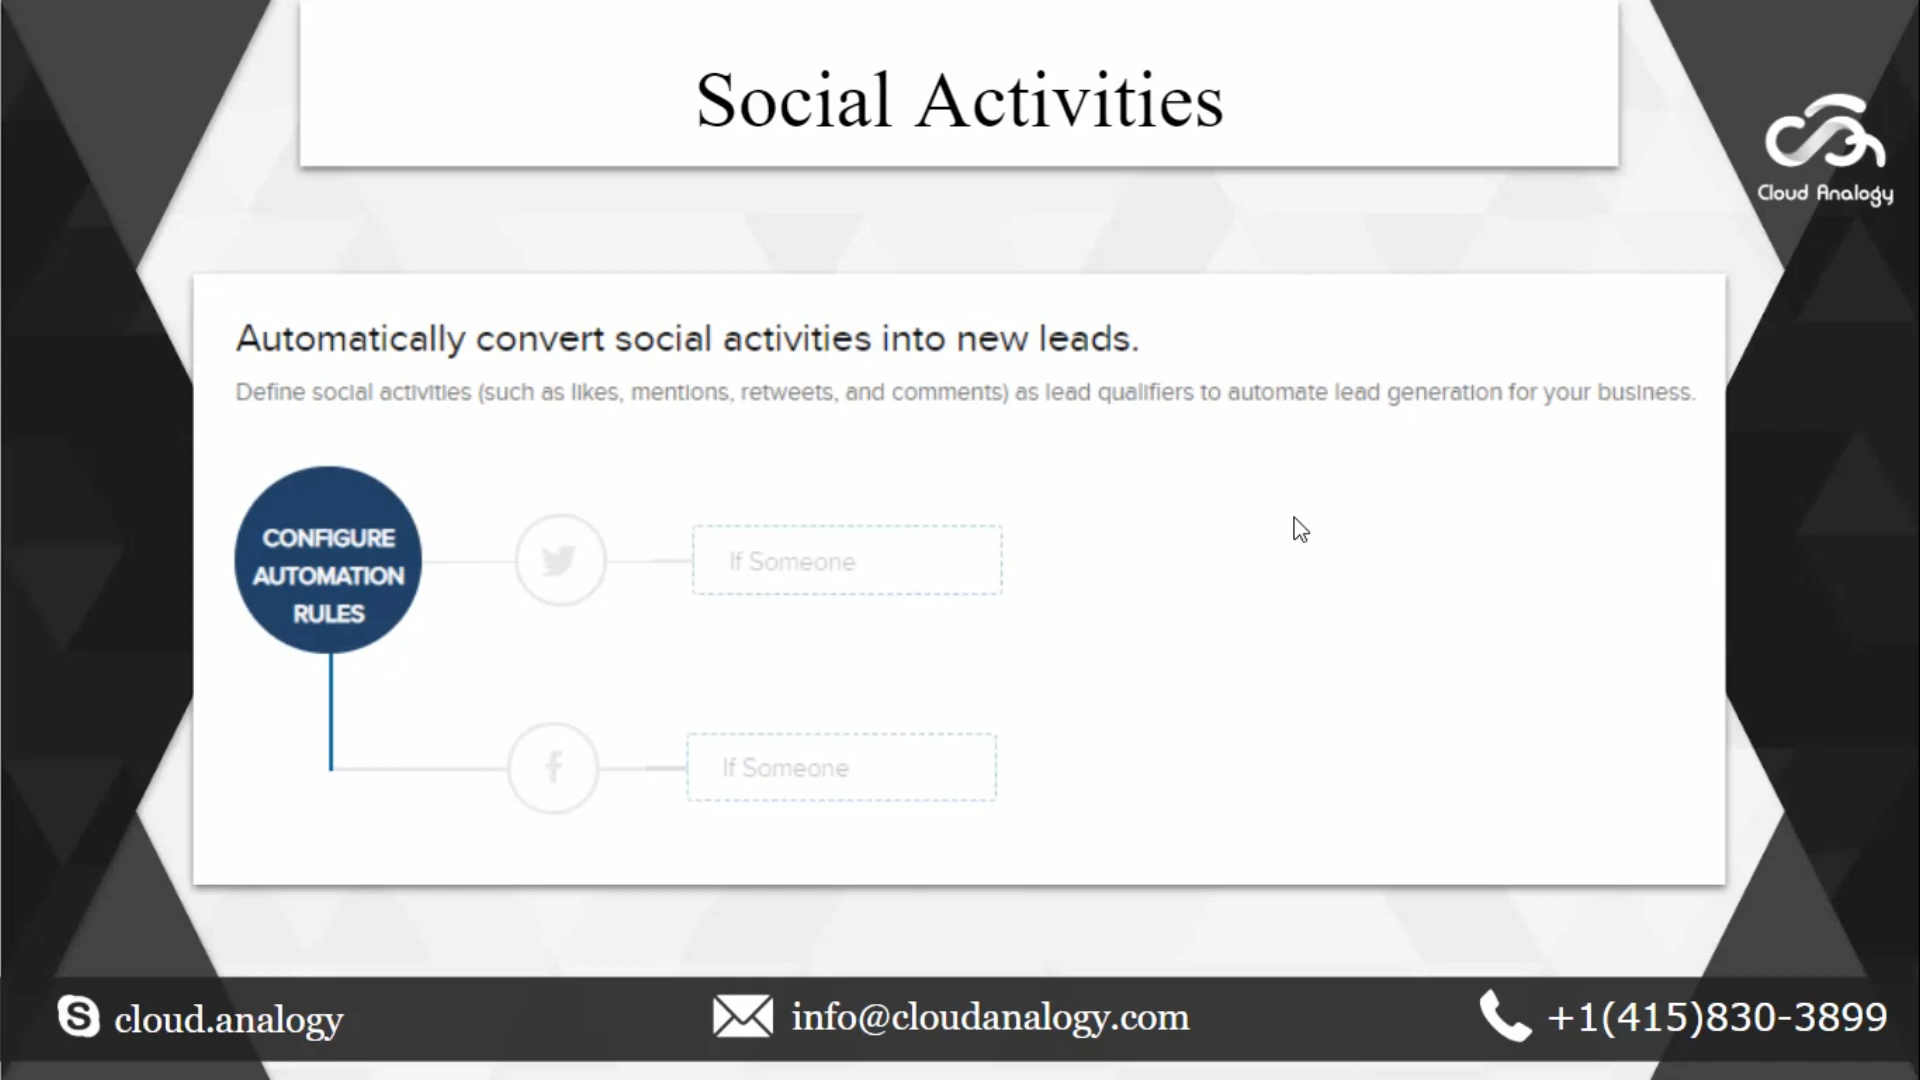 Social Activities
Cloud Analogy
Automatically convert social activities into new leads.
Define social activities (such as likes, mentions, retweets, and comments) as lead qualifiers to automate lead generation for your business.
CONFIGURE
AUTOMATION
RULES
If Someone
If Someone
cloud.analogy
info@cloudanalogy.com
+1(415)830-3899